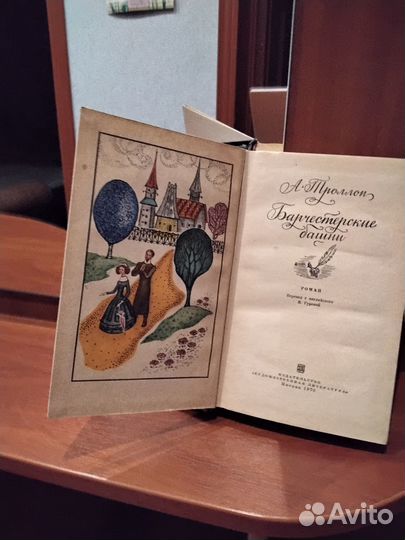 А. Троллоп
Барчестерские
башни
РОМАН
Перевод с английского
И. Гуровой
ИЗДАТЕЛЬСТВО
«ХУДОЖЕСТВЕННАЯ ЛИТЕРАТУРА»
Москва 1970
Avito